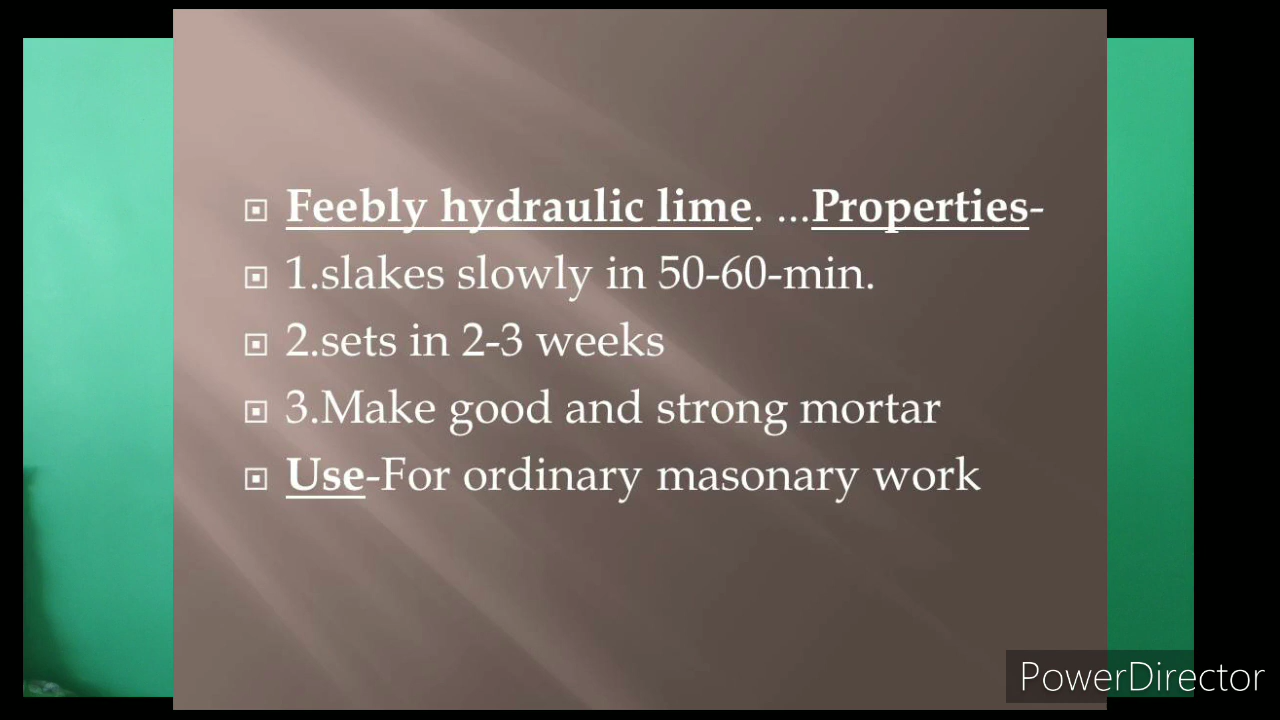 Feebly hydraulic lime. ...Properties-
1.slakes slowly in 50-60-min.
2.sets in 2-3 weeks
3.Make good and strong mortar
Use-For ordinary masonary work
PowerDirector